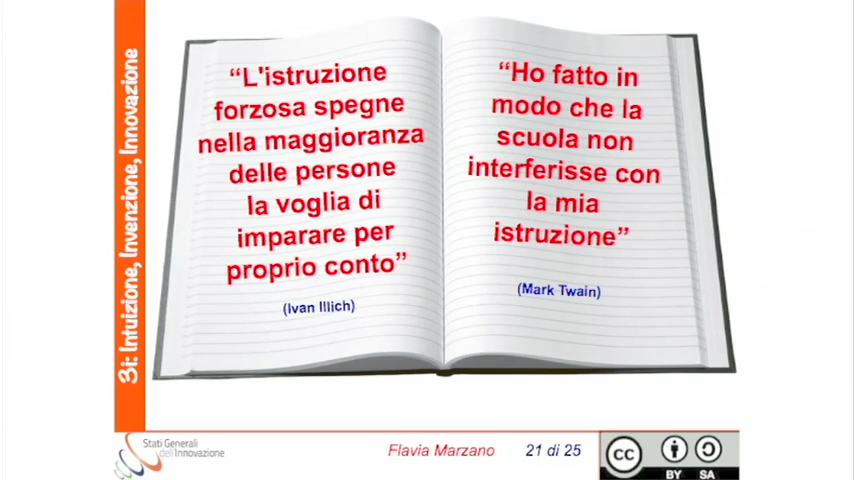 3i: Intuizione, Invenzione, Innovazione
“L'istruzione
forzosa spegne
nella maggioranza
delle persone
la voglia di
imparare per
proprio conto”
(Ivan Illich)
“Ho fatto in
modo che la
scuola non
interferisse con
la mia
istruzione”
(Mark Twain)
Stati Generali
dell'Innovazione
Flavia Marzano
21 di 25
CC
BY SA